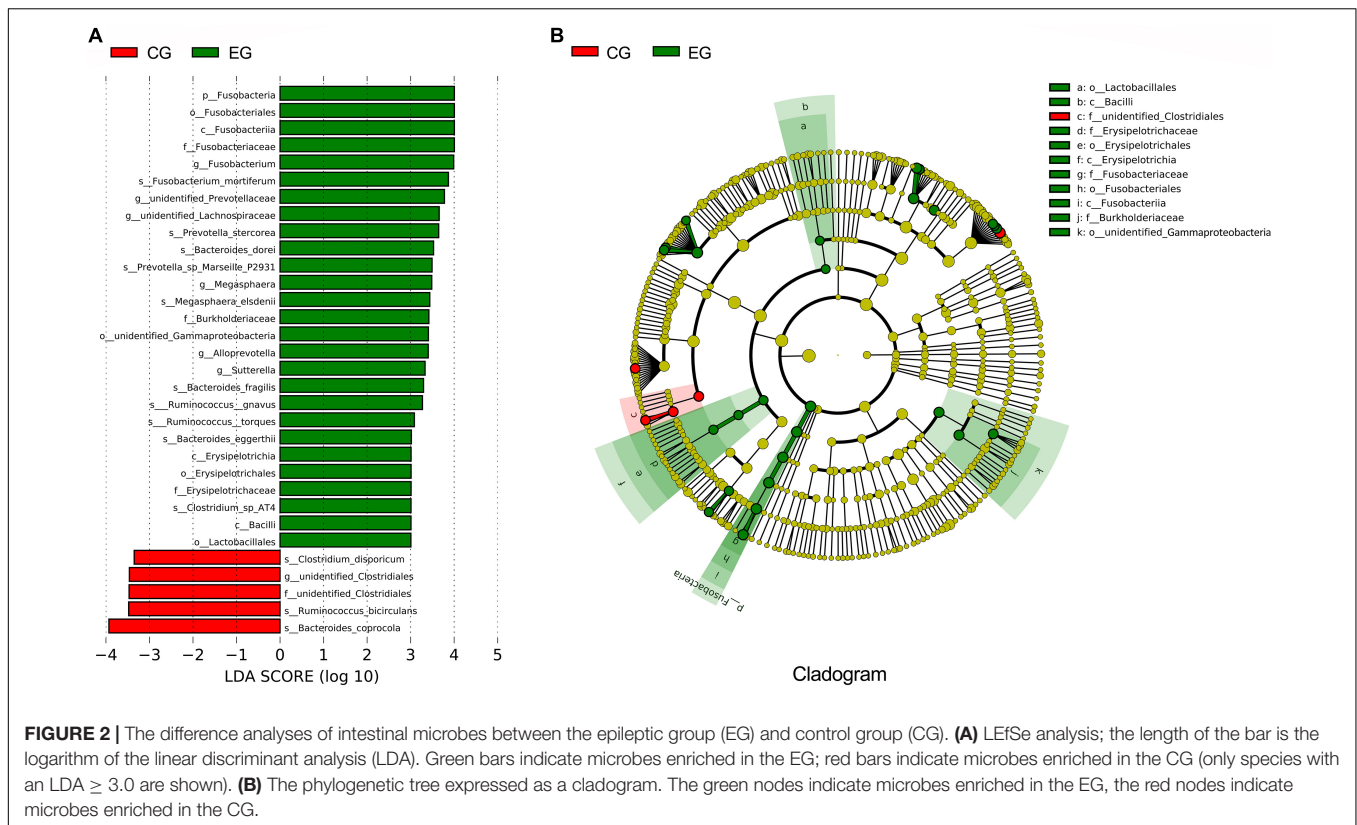 A
CG EG
p__Fusobacteria
o__Fusobacteriales
c__Fusobacteriia
f__Fusobacteriaceae
g__Fusobacterium
s__Fusobacterium_mortiferum
g__unidentified_Prevotellaceae
g__unidentified_Lachnospiraceae
s__Prevotella_stercorea
s__Bacteroides_dorei
s__Prevotella_sp_Marseille_P2931
g__Megasphaera
s__Megasphaera_elsdenii
f__Burkholderiaceae
o__unidentified_Gammaproteobacteria
g__Alloprevotella
g__Sutterella
s__Bacteroides_fragilis
s___Ruminococcus__gnavus
s___Ruminococcus__torques
s__Bacteroides_eggerthii
c__Erysipelotrichia
o__Erysipelotrichales
f__Erysipelotrichaceae
s__Clostridium_sp_AT4
c__Bacilli
o__Lactobacillales
s__Clostridium_disporicum
g__unidentified_Clostridiales
f__unidentified_Clostridiales
s__Ruminococcus_bicirculans
s__Bacteroides_coprocola
−4 −3 −2 −1 0 1 2 3 4 5
LDA SCORE (log 10)
B
CG EG
b
a
c
d
e
f
g
h
i
p__Fusobacteria
j
k
a: o__Lactobacillales
b: c__Bacilli
c: f__unidentified_Clostridiales
d: f__Erysipelotrichaceae
e: o__Erysipelotrichales
f: c__Erysipelotrichia
g: f__Fusobacteriaceae
h: o__Fusobacteriales
i: c__Fusobacteriia
j: f__Burkholderiaceae
k: o__unidentified_Gammaproteobacteria
Cladogram
FIGURE 2 | The difference analyses of intestinal microbes between the epileptic group (EG) and control group (CG). (A) LEfSe analysis; the length of the bar is the
logarithm of the linear discriminant analysis (LDA). Green bars indicate microbes enriched in the EG; red bars indicate microbes enriched in the CG (only species with
an LDA ≥ 3.0 are shown). (B) The phylogenetic tree expressed as a cladogram. The green nodes indicate microbes enriched in the EG, the red nodes indicate
microbes enriched in the CG.